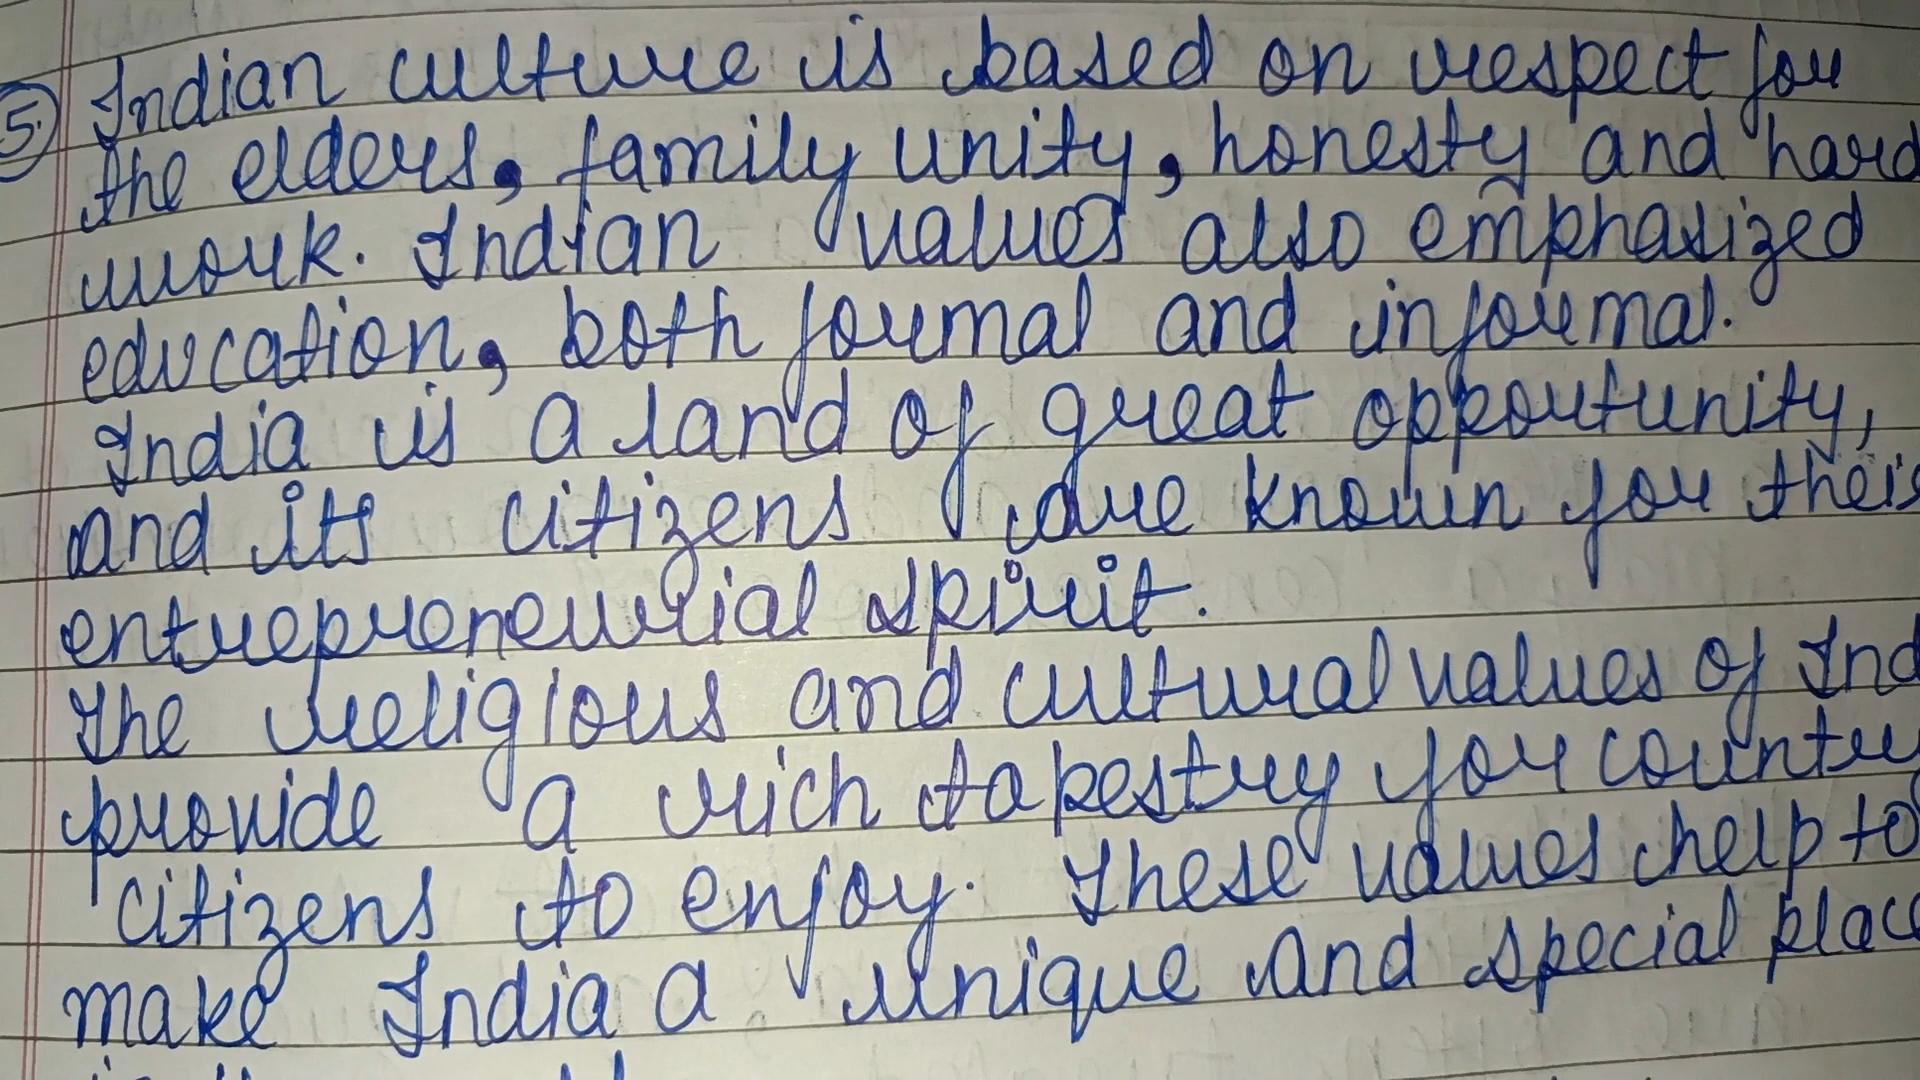 5. Indian culture is based on respect for
the elders, family unity, honesty and hard
work. Indian values also emphasized
education, both formal and informal.
India is a land of great opportunity,
and its citizens are known for their
entrepreneurial spirit.
The religious and cultural values of Ind
provide a rich tapestry for country
citizens to enjoy. These values help to
make India a unique and special place